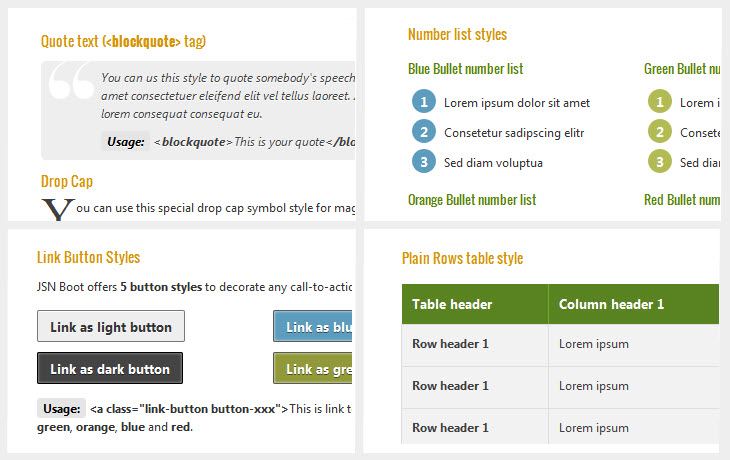 Quote text (<blockquote> tag)
You can us this style to quote somebody's speech
amet consectetuer eleifend elit vel tellus laoreet.
lorem consequat consequat eu.
Usage: <blockquote>This is your quote</blo
Drop Cap
You can use this special drop cap symbol style for mag
Number list styles
Blue Bullet number list
1 Lorem ipsum dolor sit amet
2 Consetetur sadipscing elitr
3 Sed diam voluptua
Orange Bullet number list
Green Bullet nu
1 Lorem i
2 Consete
3 Sed dia
Red Bullet num
Link Button Styles
JSN Boot offers 5 button styles to decorate any call-to-actio
Link as light button
Link as blu
Link as dark button
Link as gre
Usage: <a class="link-button button-xxx">This is link t
green, orange, blue and red.
Plain Rows table style
Table header Column header 1
Row header 1 Lorem ipsum
Row header 1 Lorem ipsum
Row header 1 Lorem ipsum